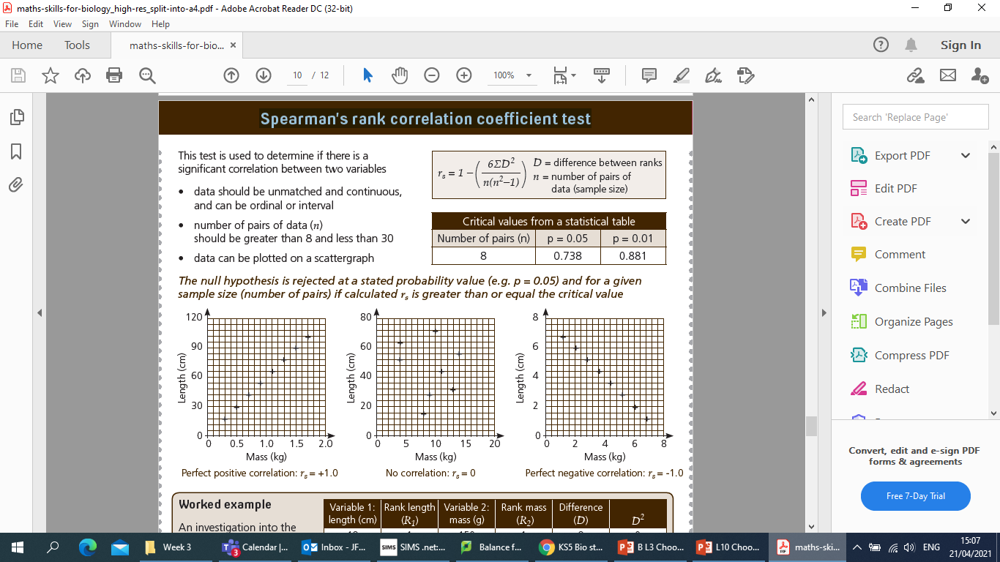 maths-skills-for-biology_high-res_split-into-a4.pdf - Adobe Acrobat Reader DC (32-bit)
File Edit View Sign Window Help
Home Tools maths-skills-for-bio... × Sign In
10 / 12 100%
Spearman's rank correlation coefficient test
This test is used to determine if there is a
significant correlation between two variables
• data should be unmatched and continuous,
and can be ordinal or interval
• number of pairs of data (n)
should be greater than 8 and less than 30
• data can be plotted on a scattergraph
r_s = 1 – (6ΣD² / n(n²–1))
D = difference between ranks
n = number of pairs of
data (sample size)
Critical values from a statistical table
Number of pairs (n) p = 0.05 p = 0.01
8 0.738 0.881
The null hypothesis is rejected at a stated probability value (e.g. p = 0.05) and for a given
sample size (number of pairs) if calculated r_s is greater than or equal the critical value
120
90
60
30
0
Length (cm)
0 0.5 1.0 1.5 2.0
Mass (kg)
Perfect positive correlation: r_s = +1.0
80
60
40
20
0
Length (cm)
0 5 10 15 20
Mass (kg)
No correlation: r_s = 0
8
6
4
2
0
Length (cm)
0 2 4 6 8
Mass (kg)
Perfect negative correlation: r_s = -1.0
Worked example
An investigation into the
Variable 1: length (cm) Rank length (R₁) Variable 2: mass (g) Rank mass (R₂) Difference (D) D²
Search 'Replace Page'
Export PDF
Edit PDF
Create PDF
Comment
Combine Files
Organize Pages
Compress PDF
Redact
Convert, edit and e-sign PDF
forms & agreements
Free 7-Day Trial
Week 3 Calendar |... Inbox - JF... SIMS .net:... Balance f... KS5 Bio st... B L3 Choo... L10 Choo... maths-ski... ENG
15:07
21/04/2021